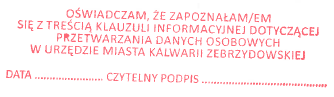 OŚWIADCZAM, ŻE ZAPOZNAŁAM/EM
SIĘ Z TREŚCIĄ KLAUZULI INFORMACYJNEJ DOTYCZĄCEJ
PRZETWARZANIA DANYCH OSOBOWYCH
W URZĘDZIE MIASTA KALWARII ZEBRZYDOWSKIEJ
DATA ...................... CZYTELNY PODPIS ........................................